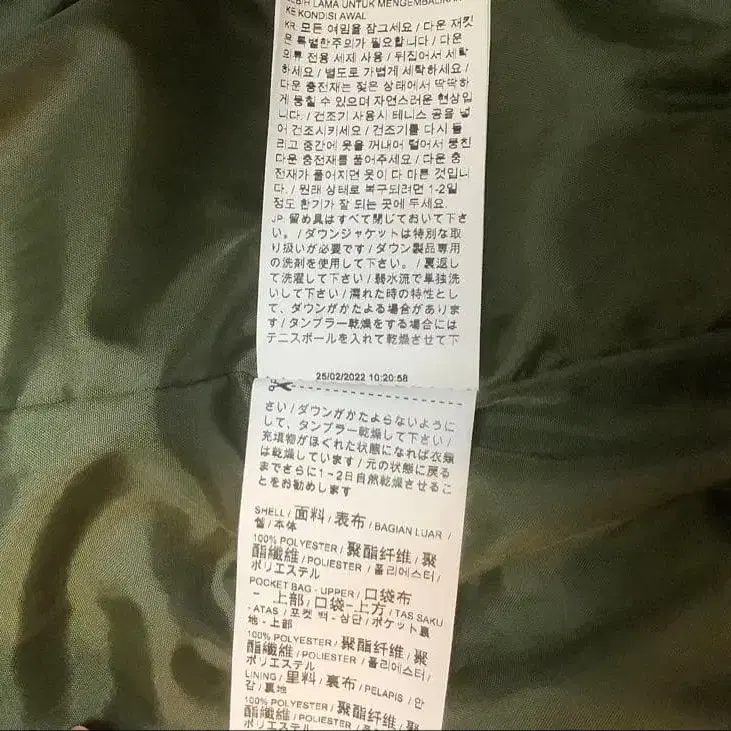 LEBIH LAMA UNTUK MENGEMBALIKAN
KE KONDISI AWAL
KR: 모든 여밈을 잠그세요 / 다운 재킷
은 특별한주의가 필요합니다 / 다운
의류 전용 세제 사용 / 뒤집어서 세탁
하세요 / 별도로 가볍게 세탁하세요 /
다운 충전재는 젖은 상태에서 딱딱하
게 뭉칠 수 있으며 자연스러운 현상입
니다. / 건조기 사용시 테니스 공을 넣
어 건조시키세요 / 건조기를 다시 돌
리고 중간에 옷을 꺼내어 털어서 뭉친
다운 충전재를 풀어주세요 / 다운 충
전재가 풀어지면 옷이 다 마른 것입니
다. / 원래 상태로 복구되려면 1-2일
정도 환기가 잘 되는 곳에 두세요.
JP: 留め具はすべて閉じておいて下さ
い。/ ダウンジャケットは特別な取
り扱いが必要です / ダウン製品専用
の洗剤を使用して下さい。/ 裏返し
て洗濯して下さい / 弱水流で単独洗
いして下さい / 濡れた時の特性とし
て、ダウンがかたよる場合がありま
す / タンブラー乾燥をする場合には
テニスボールを入れて乾燥させて下
25/02/2022 10:20:58
さい / ダウンがかたよらないように
して、タンブラー乾燥して下さい /
充填物がほぐれた状態になれば衣類
は乾燥しています / 元の状態に戻る
までさらに1~2日自然乾燥させるこ
とをお勧めします
SHELL / 面料 / 表布 / BAGIAN LUAR /
쉘 / 本体
100% POLYESTER / 聚酯纤维 / 聚
酯纖維 / POLIESTER / 폴리에스터 /
ポリエステル
POCKET BAG - UPPER / 口袋布
- 上部 / 口袋-上方 / TAS SAKU
- ATAS / 포켓 백 - 상단 / ポケット裏
地 - 上部
100% POLYESTER / 聚酯纤维 / 聚
酯纖維 / POLIESTER / 폴리에스터 /
ポリエステル
LINING / 里料 / 裏布 / PELAPIS / 안
감 / 裏地
100% POLYESTER / 聚酯纤维 / 聚
酯纖維 / POLIESTER / 폴리에스터 /
ポリエステル